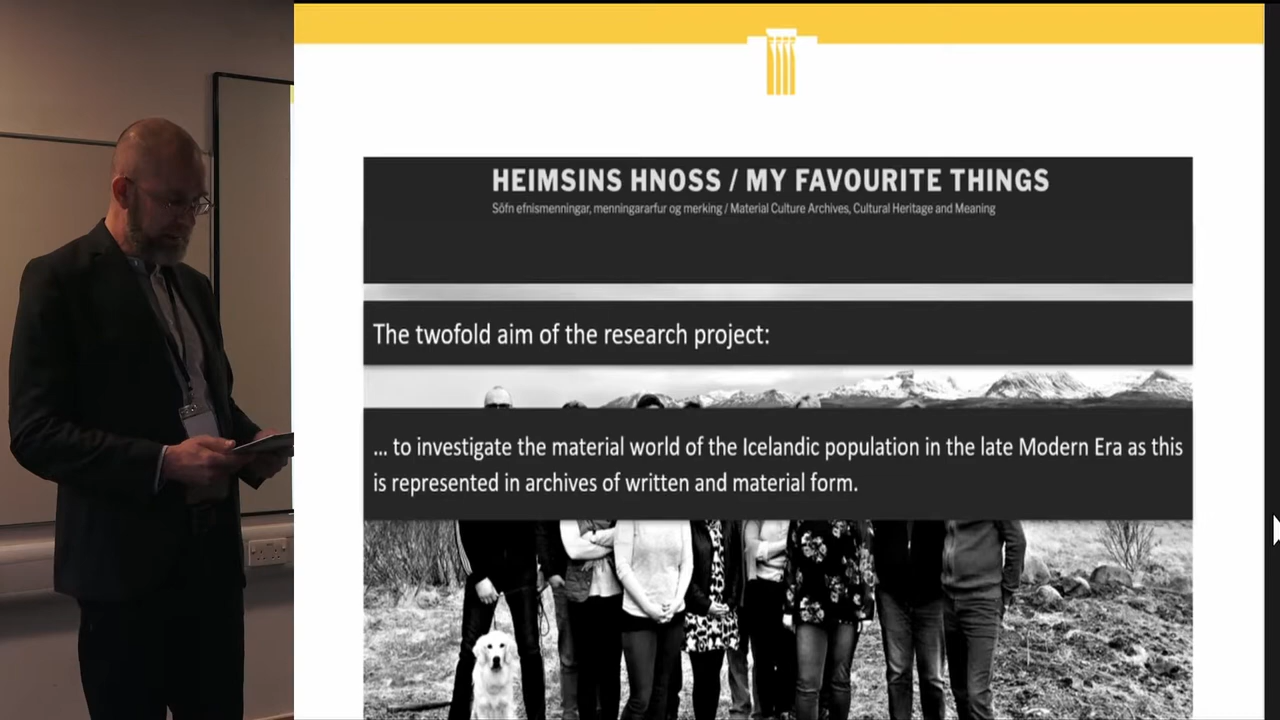 HEIMSINS HNOSS / MY FAVOURITE THINGS
Söfn efnismenningar, menningararfur og merking / Material Culture Archives, Cultural Heritage and Meaning
The twofold aim of the research project:
... to investigate the material world of the Icelandic population in the late Modern Era as this
is represented in archives of written and material form.